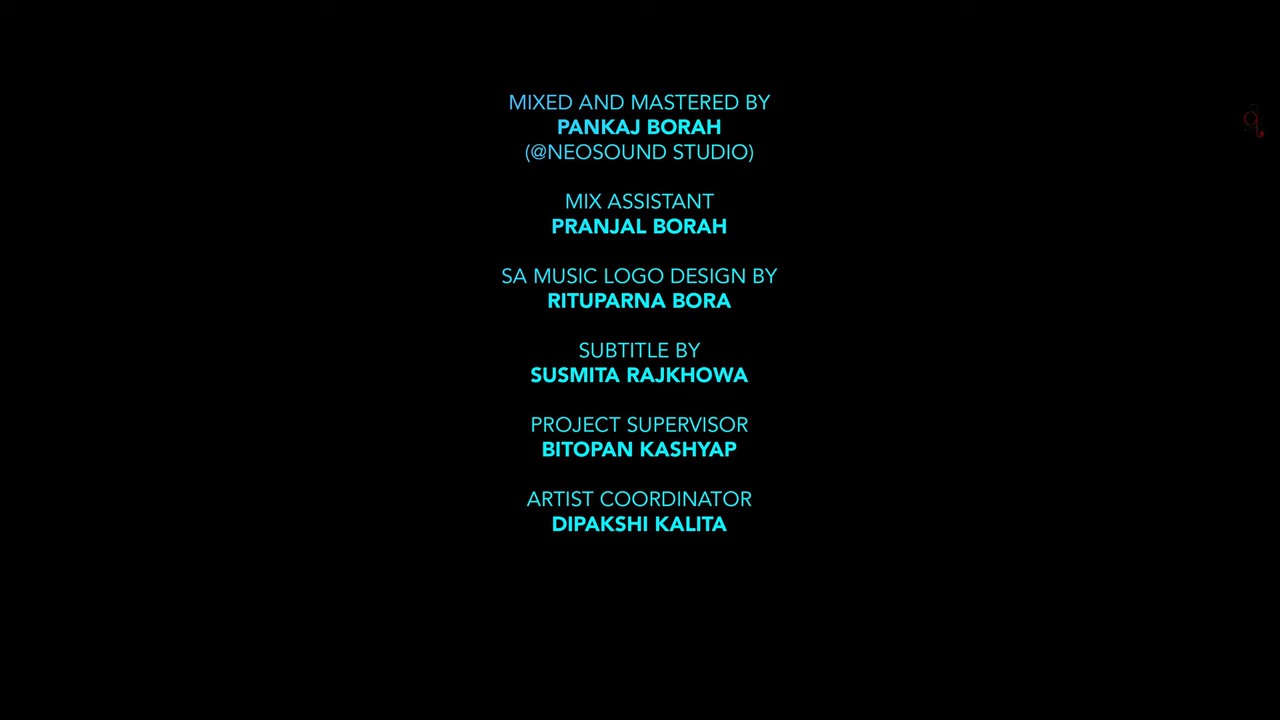 MIXED AND MASTERED BY
PANKAJ BORAH
(@NEOSOUND STUDIO)
MIX ASSISTANT
PRANJAL BORAH
SA MUSIC LOGO DESIGN BY
RITUPARNA BORA
SUBTITLE BY
SUSMITA RAJKHOWA
PROJECT SUPERVISOR
BITOPAN KASHYAP
ARTIST COORDINATOR
DIPAKSHI KALITA